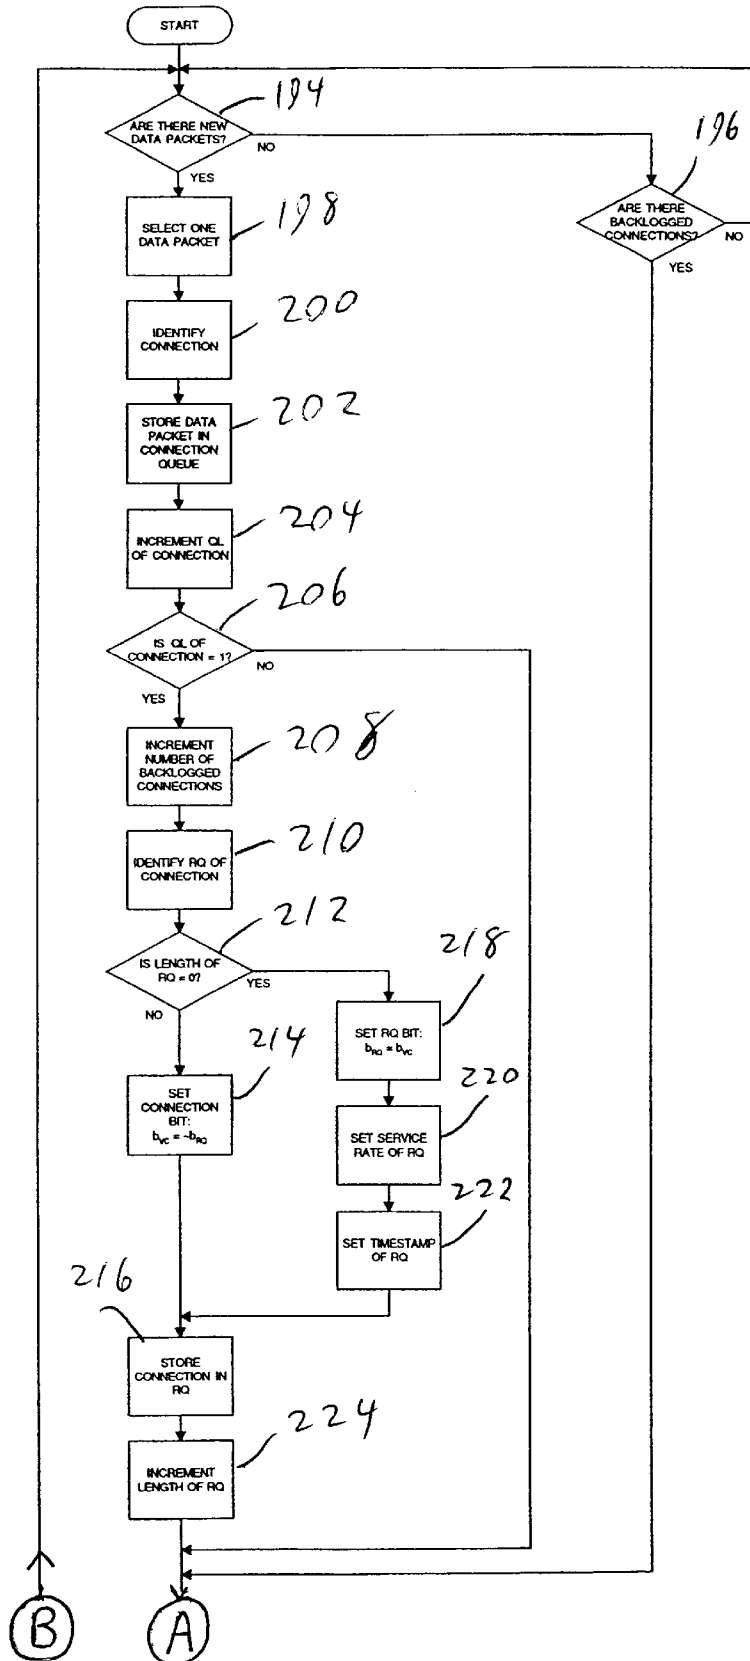 START
194
ARE THERE NEW
DATA PACKETS?
NO
YES
196
ARE THERE
BACKLOGGED
CONNECTIONS?
NO
YES
198
SELECT ONE
DATA PACKET
200
IDENTIFY
CONNECTION
202
STORE DATA
PACKET IN
CONNECTION
QUEUE
204
INCREMENT QL
OF CONNECTION
206
IS QL OF
CONNECTION = 1?
NO
YES
208
INCREMENT
NUMBER OF
BACKLOGGED
CONNECTIONS
210
IDENTIFY RQ OF
CONNECTION
212
IS LENGTH OF
RQ = 0?
YES
NO
218
SET RQ BIT:
b_RQ = b_VC
214
SET
CONNECTION
BIT:
b_VC = ~b_RQ
220
SET SERVICE
RATE OF RQ
222
SET TIMESTAMP
OF RQ
216
STORE
CONNECTION IN
RQ
224
INCREMENT
LENGTH OF RQ
B
A